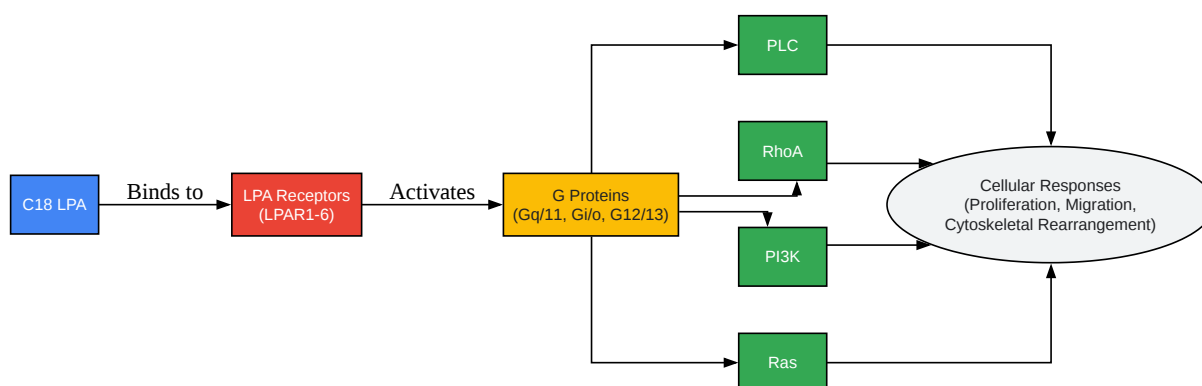 C18 LPA
Binds to
LPA Receptors
(LPAR1-6)
Activates
G Proteins
(Gq/11, Gi/o, G12/13)
PLC
RhoA
PI3K
Ras
Cellular Responses
(Proliferation, Migration,
Cytoskeletal Rearrangement)